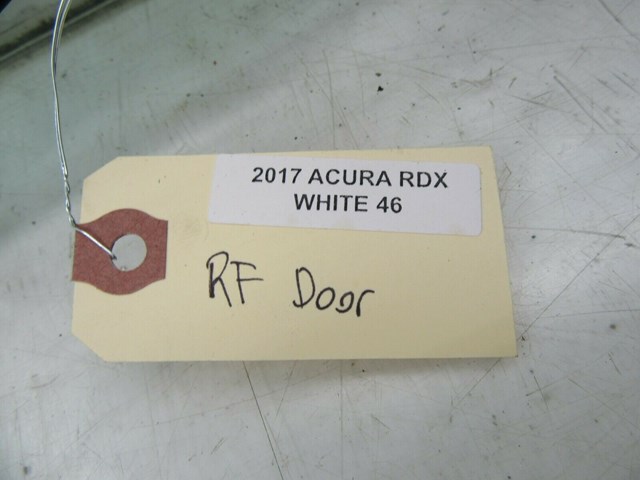 2017 ACURA RDX
WHITE 46
RF Door